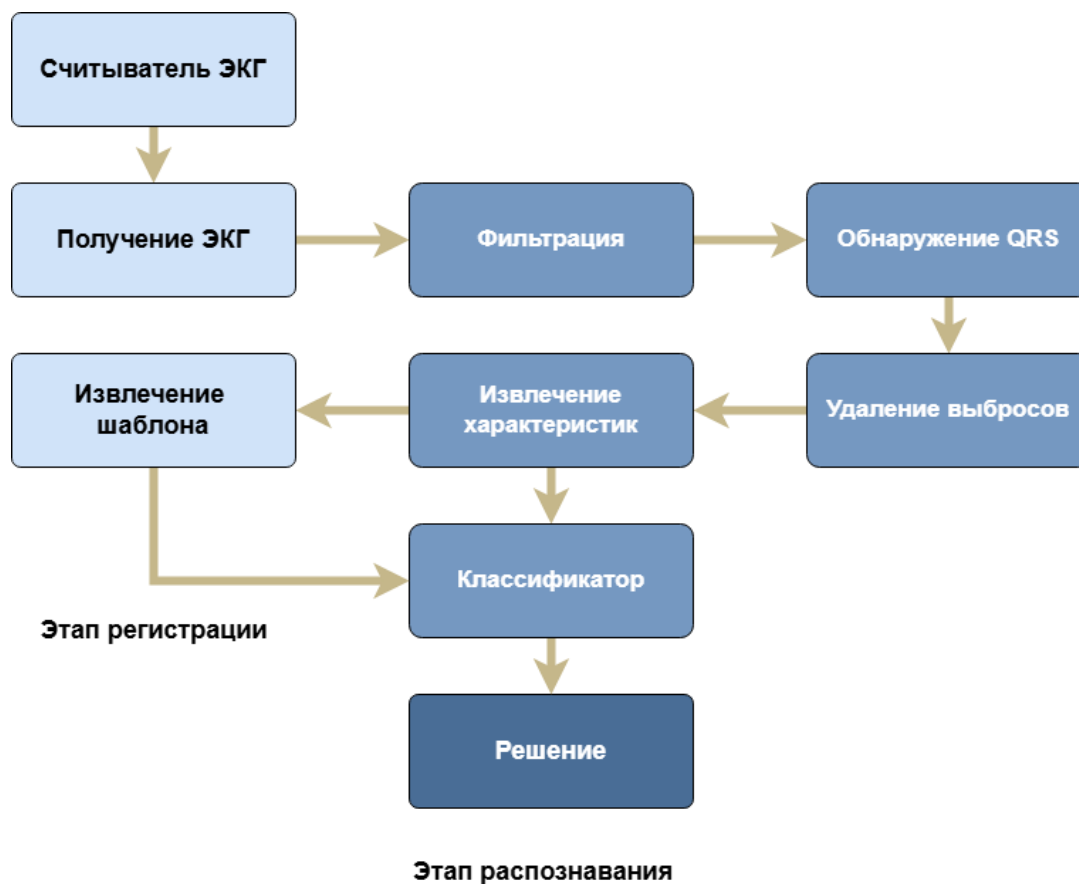 Считыватель ЭКГ
Получение ЭКГ
Фильтрация
Обнаружение QRS
Извлечение
шаблона
Извлечение
характеристик
Удаление выбросов
Классификатор
Этап регистрации
Решение
Этап распознавания